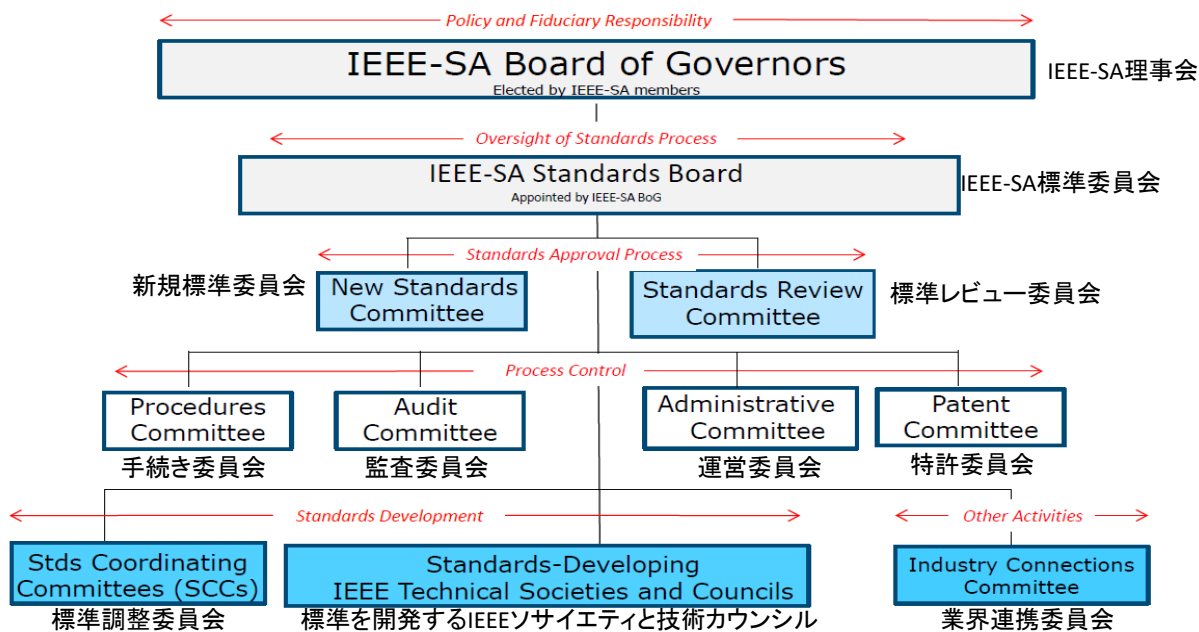 Policy and Fiduciary Responsibility
IEEE-SA Board of Governors
Elected by IEEE-SA members
IEEE-SA理事会
Oversight of Standards Process
IEEE-SA Standards Board
Appointed by IEEE-SA BoG
IEEE-SA標準委員会
Standards Approval Process
新規標準委員会
New Standards
Committee
Standards Review
Committee
標準レビュー委員会
Process Control
Procedures
Committee
手続き委員会
Audit
Committee
監査委員会
Administrative
Committee
運営委員会
Patent
Committee
特許委員会
Standards Development
Other Activities
Stds Coordinating
Committees (SCCs)
標準調整委員会
Standards-Developing
IEEE Technical Societies and Councils
標準を開発するIEEEソサイエティと技術カウンシル
Industry Connections
Committee
業界連携委員会